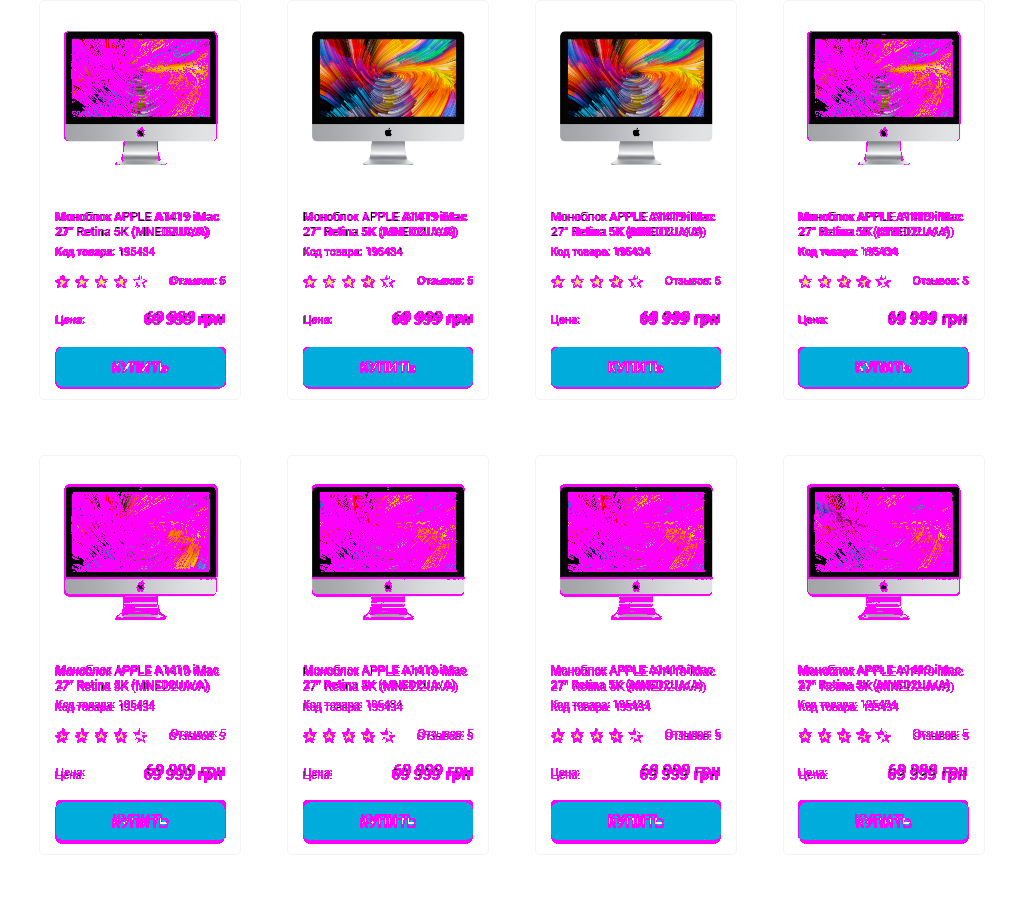 Моноблок APPLE A1419 iMac
27" Retina 5K (MNED2UA/A)
Код товара: 195434
Отзывов: 5
Цена: 69 999 грн
КУПИТЬ
Моноблок APPLE A1419 iMac
27" Retina 5K (MNED2UA/A)
Код товара: 195434
Отзывов: 5
Цена: 69 999 грн
КУПИТЬ
Моноблок APPLE A1419 iMac
27" Retina 5K (MNED2UA/A)
Код товара: 195434
Отзывов: 5
Цена: 69 999 грн
КУПИТЬ
Моноблок APPLE A1419 iMac
27" Retina 5K (MNED2UA/A)
Код товара: 195434
Отзывов: 5
Цена: 69 999 грн
КУПИТЬ
Моноблок APPLE A1419 iMac
27" Retina 5K (MNED2UA/A)
Код товара: 195434
Отзывов: 5
Цена: 69 999 грн
КУПИТЬ
Моноблок APPLE A1419 iMac
27" Retina 5K (MNED2UA/A)
Код товара: 195434
Отзывов: 5
Цена: 69 999 грн
КУПИТЬ
Моноблок APPLE A1419 iMac
27" Retina 5K (MNED2UA/A)
Код товара: 195434
Отзывов: 5
Цена: 69 999 грн
КУПИТЬ
Моноблок APPLE A1419 iMac
27" Retina 5K (MNED2UA/A)
Код товара: 195434
Отзывов: 5
Цена: 69 999 грн
КУПИТЬ